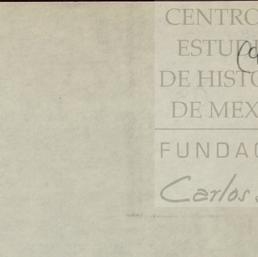 CENTRO
ESTUD
DE HISTO
DE MEX
FUNDAC
Carlos